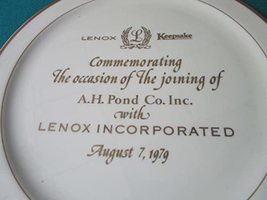 LENOX L Keepsake
Commemorating
The occasion of The joining of
A.H. Pond Co. Inc.
with
LENOX INCORPORATED
August 7, 1979